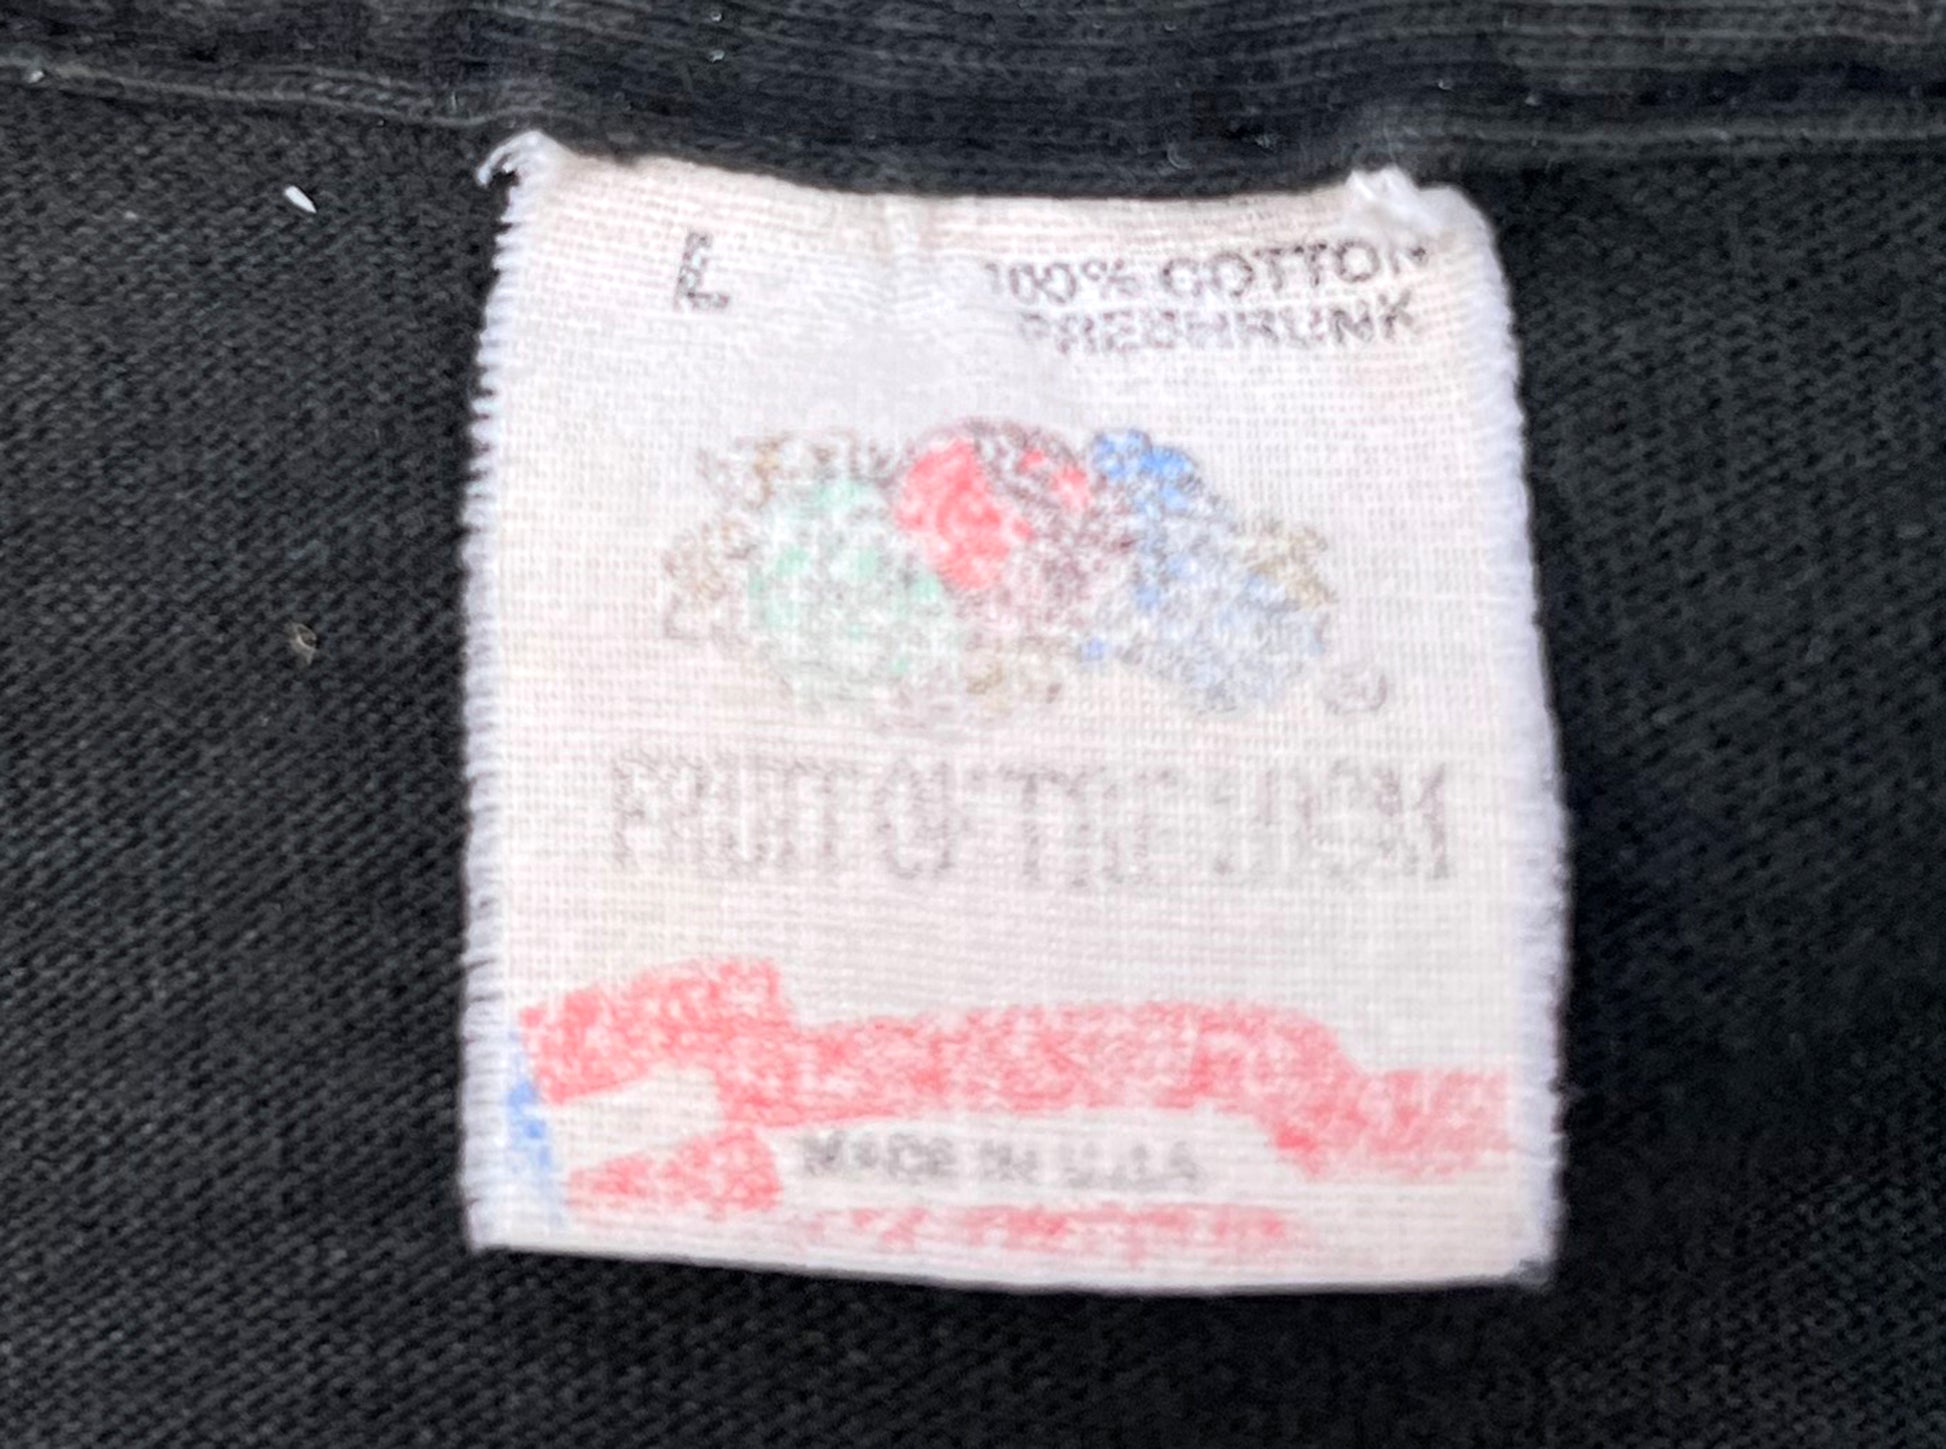 L
100% COTTON
PRESHRUNK
®
FRUIT OF THE LOOM
MADE IN U.S.A.